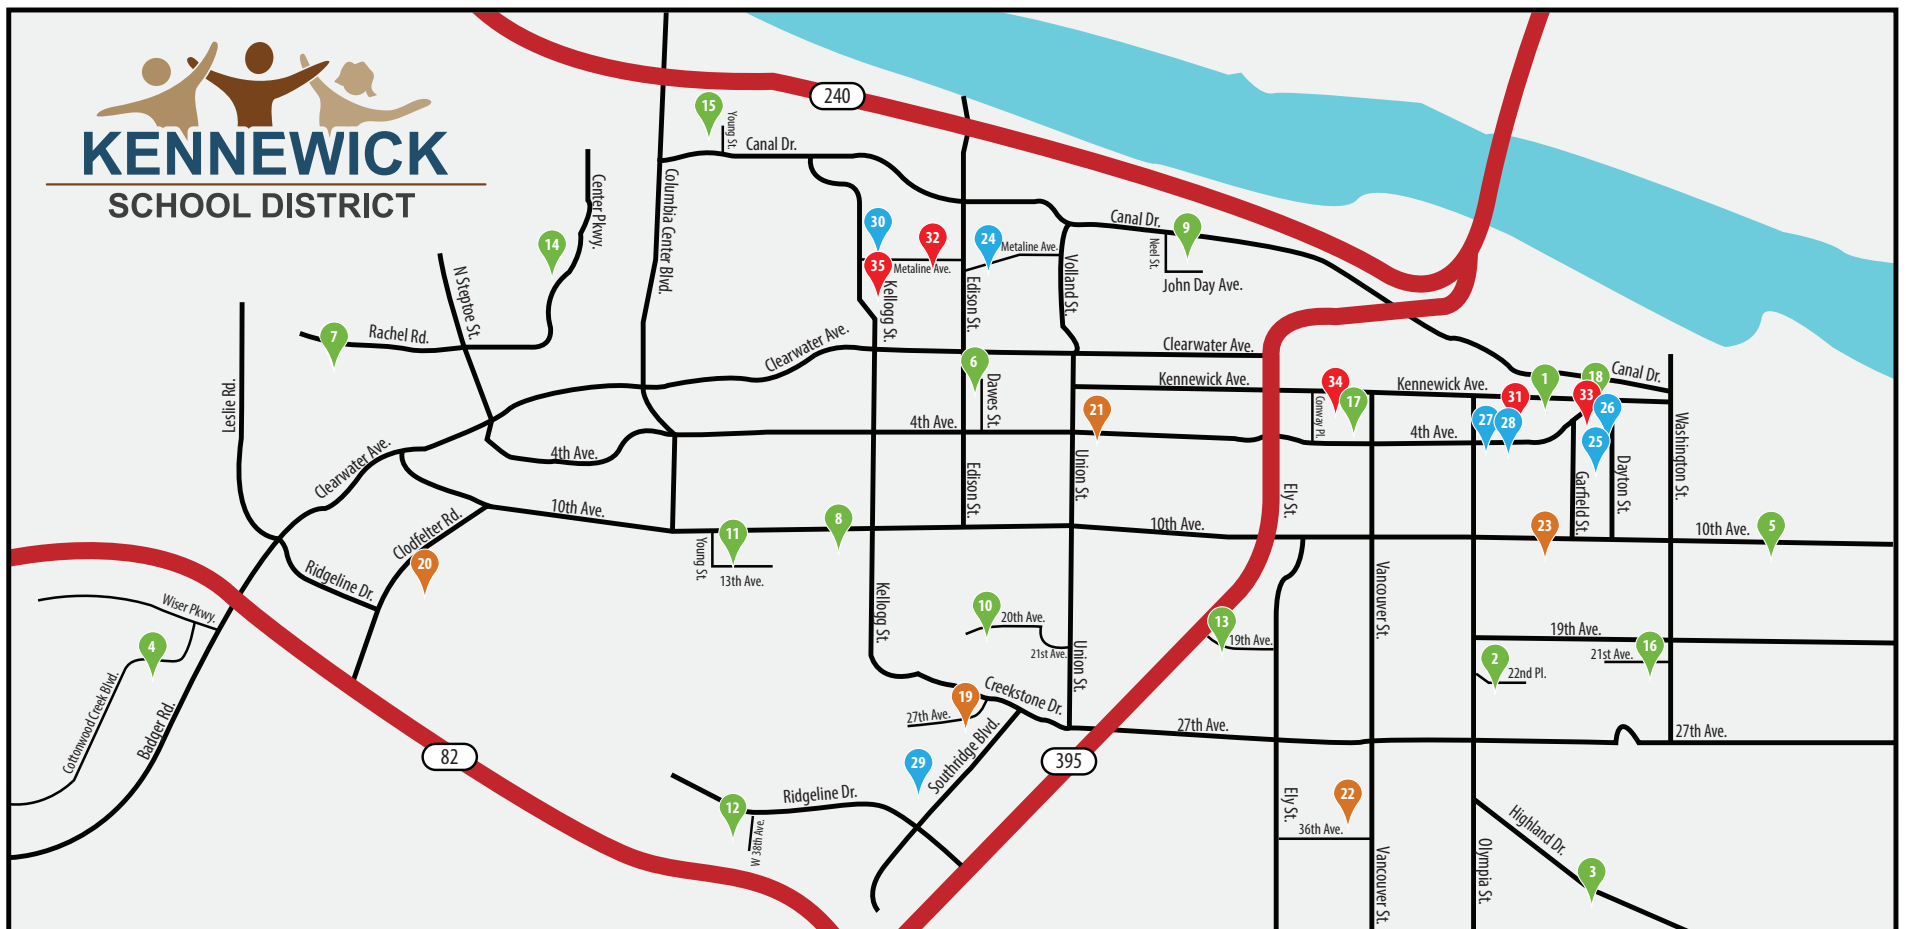 KENNEWICK
SCHOOL DISTRICT
240
15
Young St.
Canal Dr.
Center Pkwy.
Columbia Center Blvd.
14
30
32
24
Metaline Ave.
35
Metaline Ave.
Canal Dr.
9
Neel St.
John Day Ave.
N Steptoe St.
Kellogg St.
Edison St.
Volland St.
7
Rachel Rd.
Clearwater Ave.
Clearwater Ave.
6
Dawes St.
Kennewick Ave.
34
17
Conway Pl.
Kennewick Ave.
1
18
Canal Dr.
31
33
26
27
28
25
Leslie Rd.
21
4th Ave.
4th Ave.
4th Ave.
Clearwater Ave.
Washington St.
Edison St.
Union St.
Ely St.
Garfield St.
Dayton St.
10th Ave.
Clodfelter Rd.
20
11
8
10th Ave.
23
10th Ave.
5
Young St.
13th Ave.
Ridgeline Dr.
Wiser Pkwy.
4
Cottonwood Creek Blvd.
Badger Rd.
Kellogg St.
10
20th Ave.
21st Ave.
Union St.
13
19th Ave.
Vancouver St.
19th Ave.
16
21st Ave.
2
22nd Pl.
19
27th Ave.
Creekstone Dr.
27th Ave.
27th Ave.
82
29
Southridge Blvd.
395
12
Ridgeline Dr.
W 38th Ave.
Ely St.
22
36th Ave.
Vancouver St.
Olympia St.
Highland Dr.
3